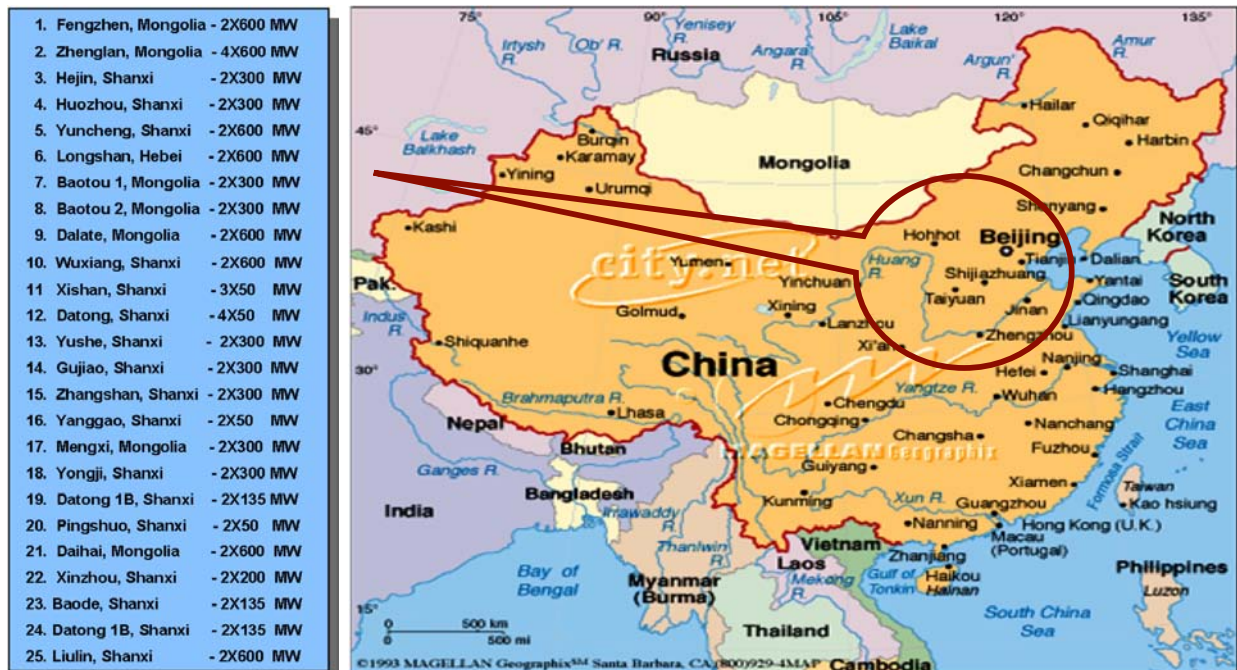 1. Fengzhen, Mongolia - 2X600 MW
2. Zhenglan, Mongolia - 4X600 MW
3. Hejin, Shanxi - 2X300 MW
4. Huozhou, Shanxi - 2X300 MW
5. Yuncheng, Shanxi - 2X600 MW
6. Longshan, Hebei - 2X600 MW
7. Baotou 1, Mongolia - 2X300 MW
8. Baotou 2, Mongolia - 2X300 MW
9. Dalate, Mongolia - 2X600 MW
10. Wuxiang, Shanxi - 2X600 MW
11 Xishan, Shanxi - 3X50 MW
12. Datong, Shanxi - 4X50 MW
13. Yushe, Shanxi - 2X300 MW
14. Gujiao, Shanxi - 2X300 MW
15. Zhangshan, Shanxi - 2X300 MW
16. Yanggao, Shanxi - 2X50 MW
17. Mengxi, Mongolia - 2X300 MW
18. Yongji, Shanxi - 2X300 MW
19. Datong 1B, Shanxi - 2X135 MW
20. Pingshuo, Shanxi - 2X50 MW
21. Daihai, Mongolia - 2X600 MW
22. Xinzhou, Shanxi - 2X200 MW
23. Baode, Shanxi - 2X135 MW
24. Datong 1B, Shanxi - 2X135 MW
25. Liulin, Shanxi - 2X600 MW
75°
90°
105°
120°
135°
Irtysh
R.
Ob' R.
Yenisey
R.
Angara
R.
Lake
Baikal
Argun'
R.
Amur
R.
Russia
Hailar
Qiqihar
Harbin
45°
Lake
Balkhash
Burqin
Karamay
Yining
Urumqi
Mongolia
Changchun
Shenyang
Kashi
North
Korea
Hohhot
Beijing
Tianjin
Dalian
city.net
Yumen
Huang
R.
Shijiazhuang
Yantai
South
Korea
Pak.
Yinchuan
Taiyuan
Qingdao
Jinan
Indus
R.
Golmud
Xining
Lanzhou
Lianyungang
Zhengzhou
Yellow
Sea
Shiquanhe
Xi'an
China
30°
Nanjing
Hefei
Shanghai
Brahmaputra R.
Yangtze R.
Hangzhou
Wuhan
Lhasa
Chengdu
Chongqing
East
China
Sea
Nepal
Nanchang
Changsha
MAGELLAN Geographix
Fuzhou
Bhutan
Ganges R.
Guiyang
Formosa Strait
Bangladesh
Xiamen
Taiwan
Kunming
Xun R.
Guangzhou
Kao hsiung
India
Irrawaddy
R.
Nanning
Hong Kong (U.K.)
Macau
(Portugal)
Thanlwin
R.
Vietnam
Zhanjiang
Laos
Bay of
Bengal
Myanmar
(Burma)
Mekong
R.
Gulf of
Tonkin
Haikou
Hainan
Philippines
Luzon
15°
South China
Sea
0
500 km
500 mi
Thailand
Cambodia
©1993 MAGELLAN Geographix℠ Santa Barbara, CA (800)929-4MAP